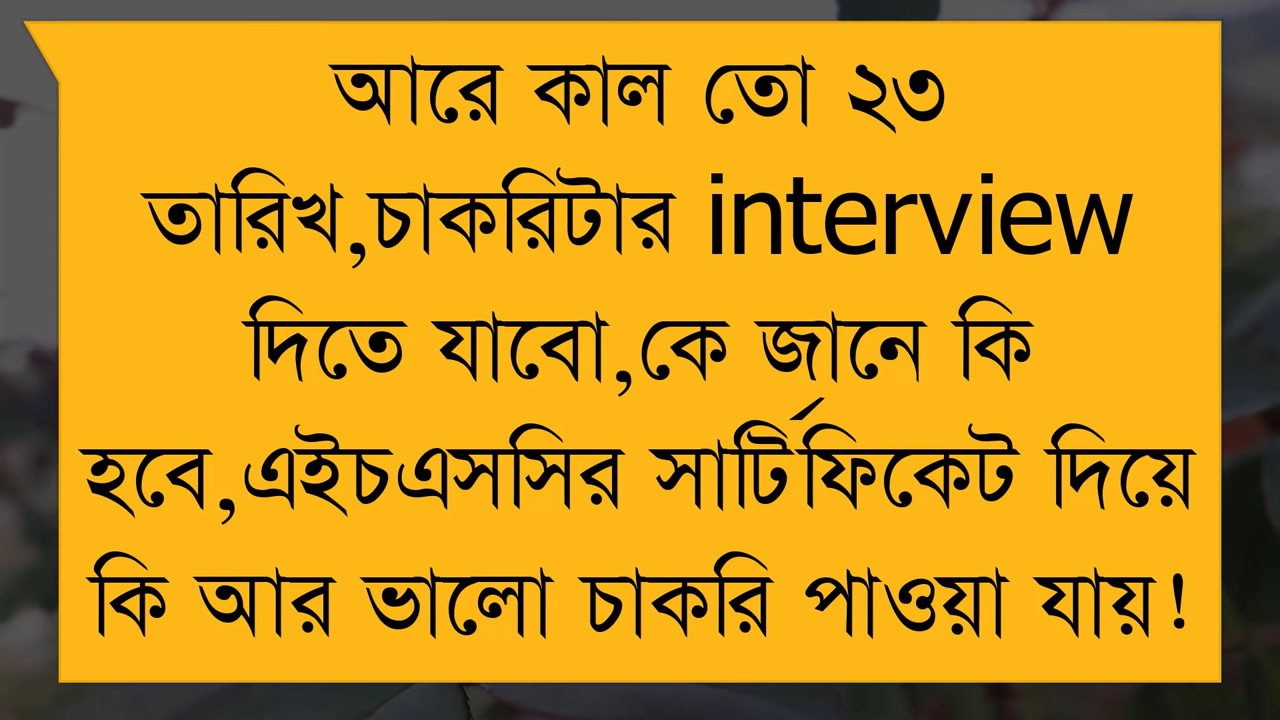 আরে কাল তো ২৩
তারিখ,চাকরিটার interview
দিতে যাবো,কে জানে কি
হবে,এইচএসসির সার্টিফিকেট দিয়ে
কি আর ভালো চাকরি পাওয়া যায়!